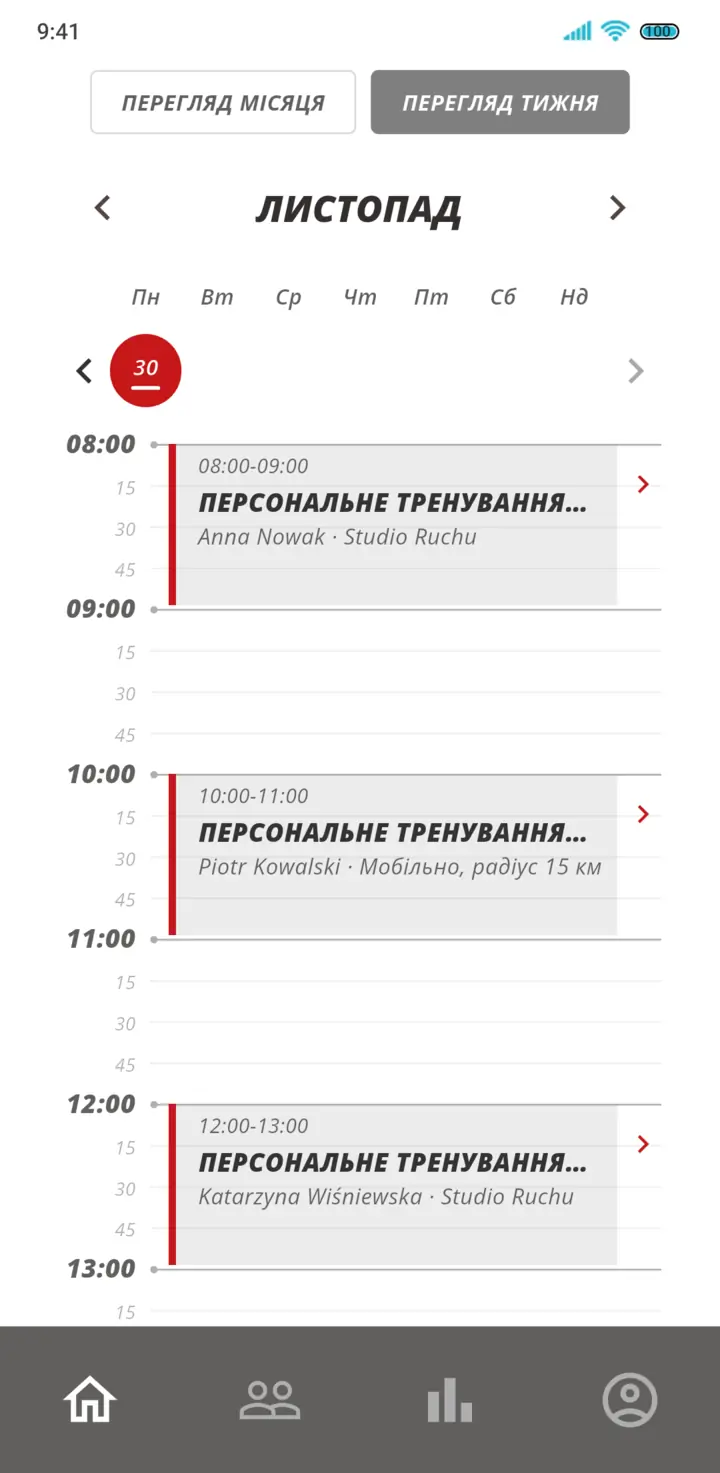 9:41
100
ПЕРЕГЛЯД МІСЯЦЯ
ПЕРЕГЛЯД ТИЖНЯ
ЛИСТОПАД
Пн Вт Ср Чт Пт Сб Нд
30
08:00
08:00-09:00
15
ПЕРСОНАЛЬНЕ ТРЕНУВАННЯ...
30
Anna Nowak · Studio Ruchu
45
09:00
15
30
45
10:00
10:00-11:00
15
ПЕРСОНАЛЬНЕ ТРЕНУВАННЯ...
30
Piotr Kowalski · Мобільно, радіус 15 км
45
11:00
15
30
45
12:00
12:00-13:00
15
ПЕРСОНАЛЬНЕ ТРЕНУВАННЯ...
30
Katarzyna Wiśniewska · Studio Ruchu
45
13:00
15